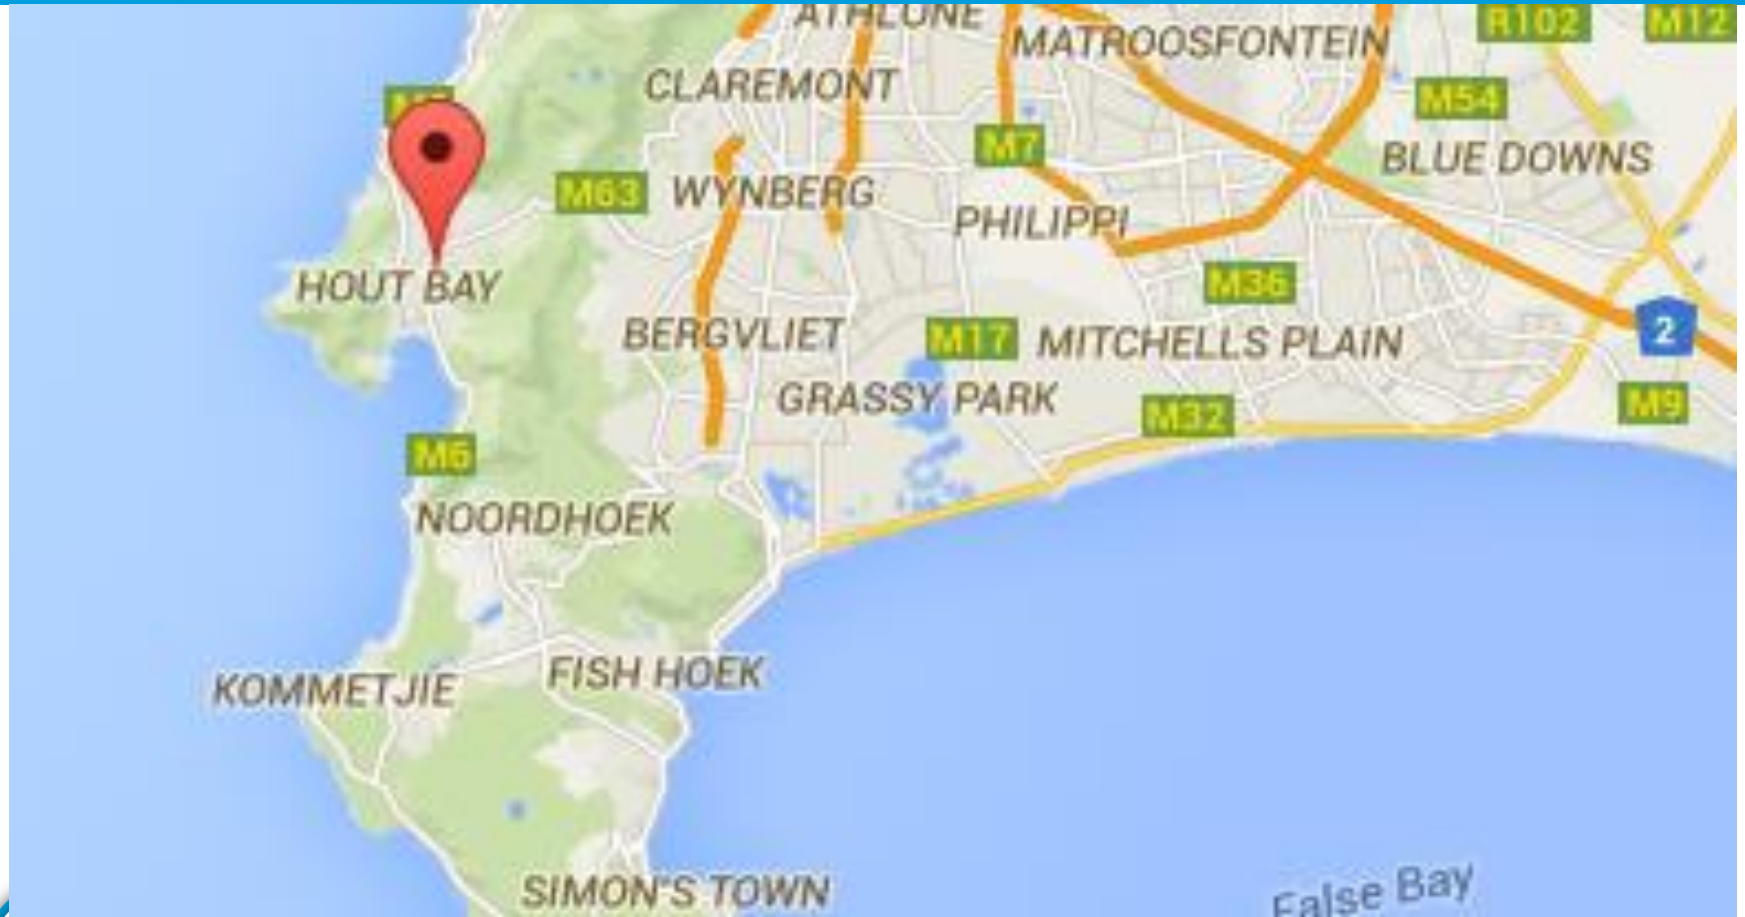 ATHLONE
R102
M12
MATROOSFONTEIN
CLAREMONT
M54
M7
BLUE DOWNS
M63
WYNBERG
PHILIPPI
HOUT BAY
M36
BERGVLIET
M17
MITCHELLS PLAIN
2
GRASSY PARK
M32
M9
M6
NOORDHOEK
FISH HOEK
KOMMETJIE
SIMON'S TOWN
False Bay